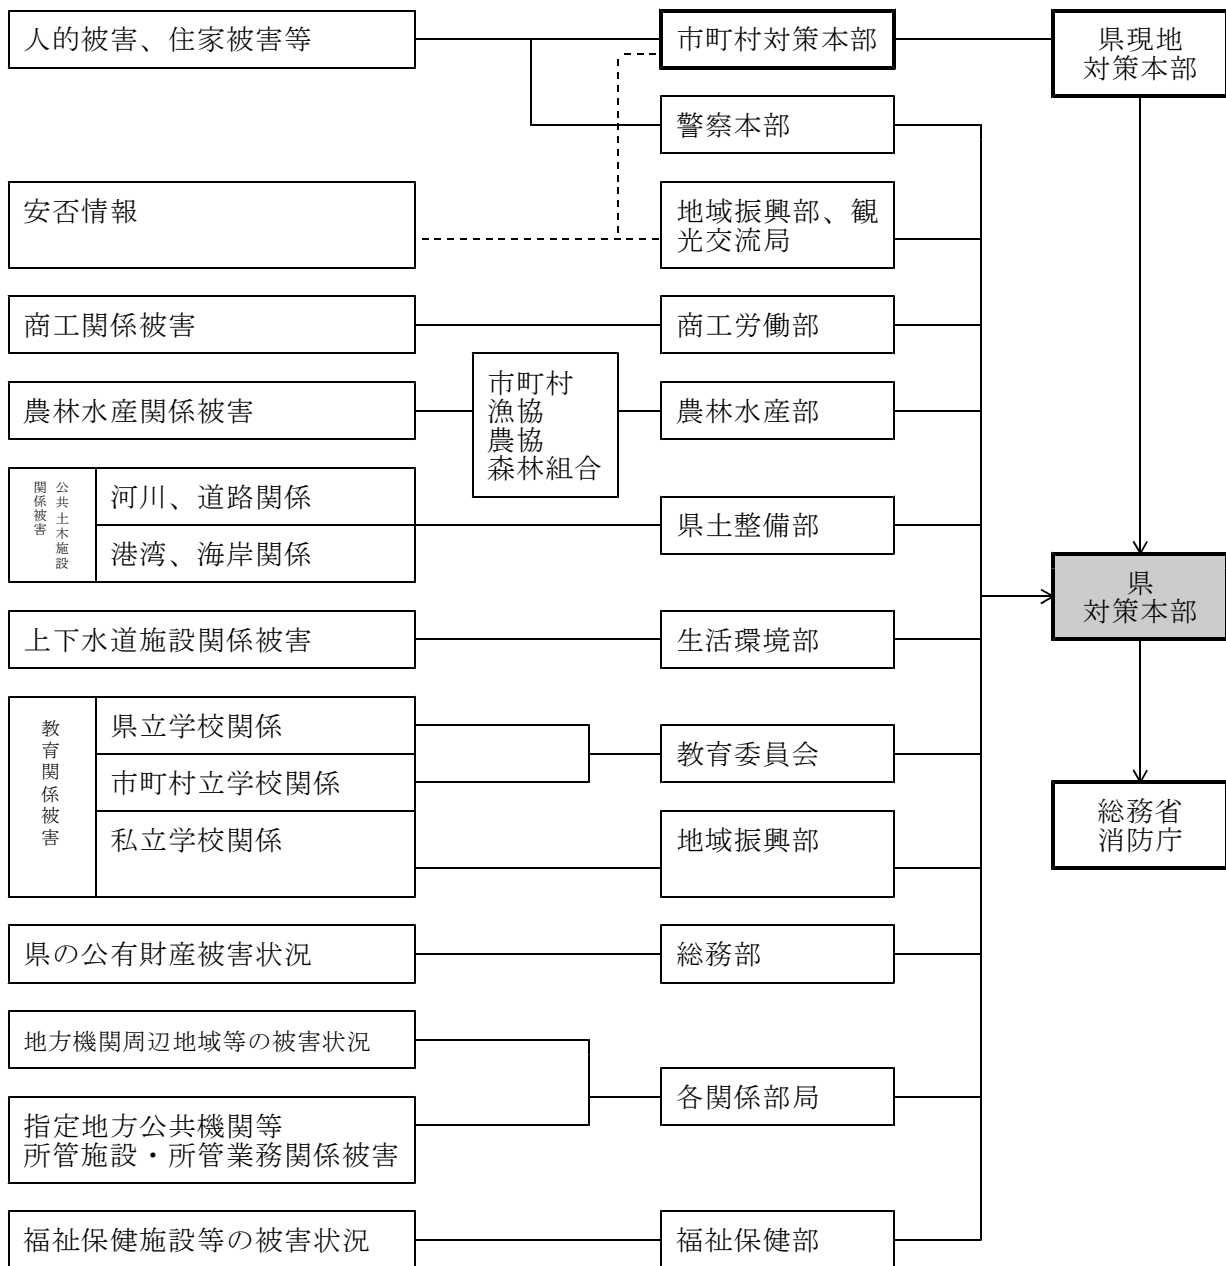 人的被害、住家被害等
市町村対策本部
県現地
対策本部
警察本部
安否情報
地域振興部、観
光交流局
商工関係被害
商工労働部
農林水産関係被害
市町村
漁協
農協
森林組合
農林水産部
公共土木施設
関係被害
河川、道路関係
港湾、海岸関係
県土整備部
県
対策本部
上下水道施設関係被害
生活環境部
教育関係被害
県立学校関係
市町村立学校関係
私立学校関係
教育委員会
地域振興部
総務省
消防庁
県の公有財産被害状況
総務部
地方機関周辺地域等の被害状況
指定地方公共機関等
所管施設・所管業務関係被害
各関係部局
福祉保健施設等の被害状況
福祉保健部